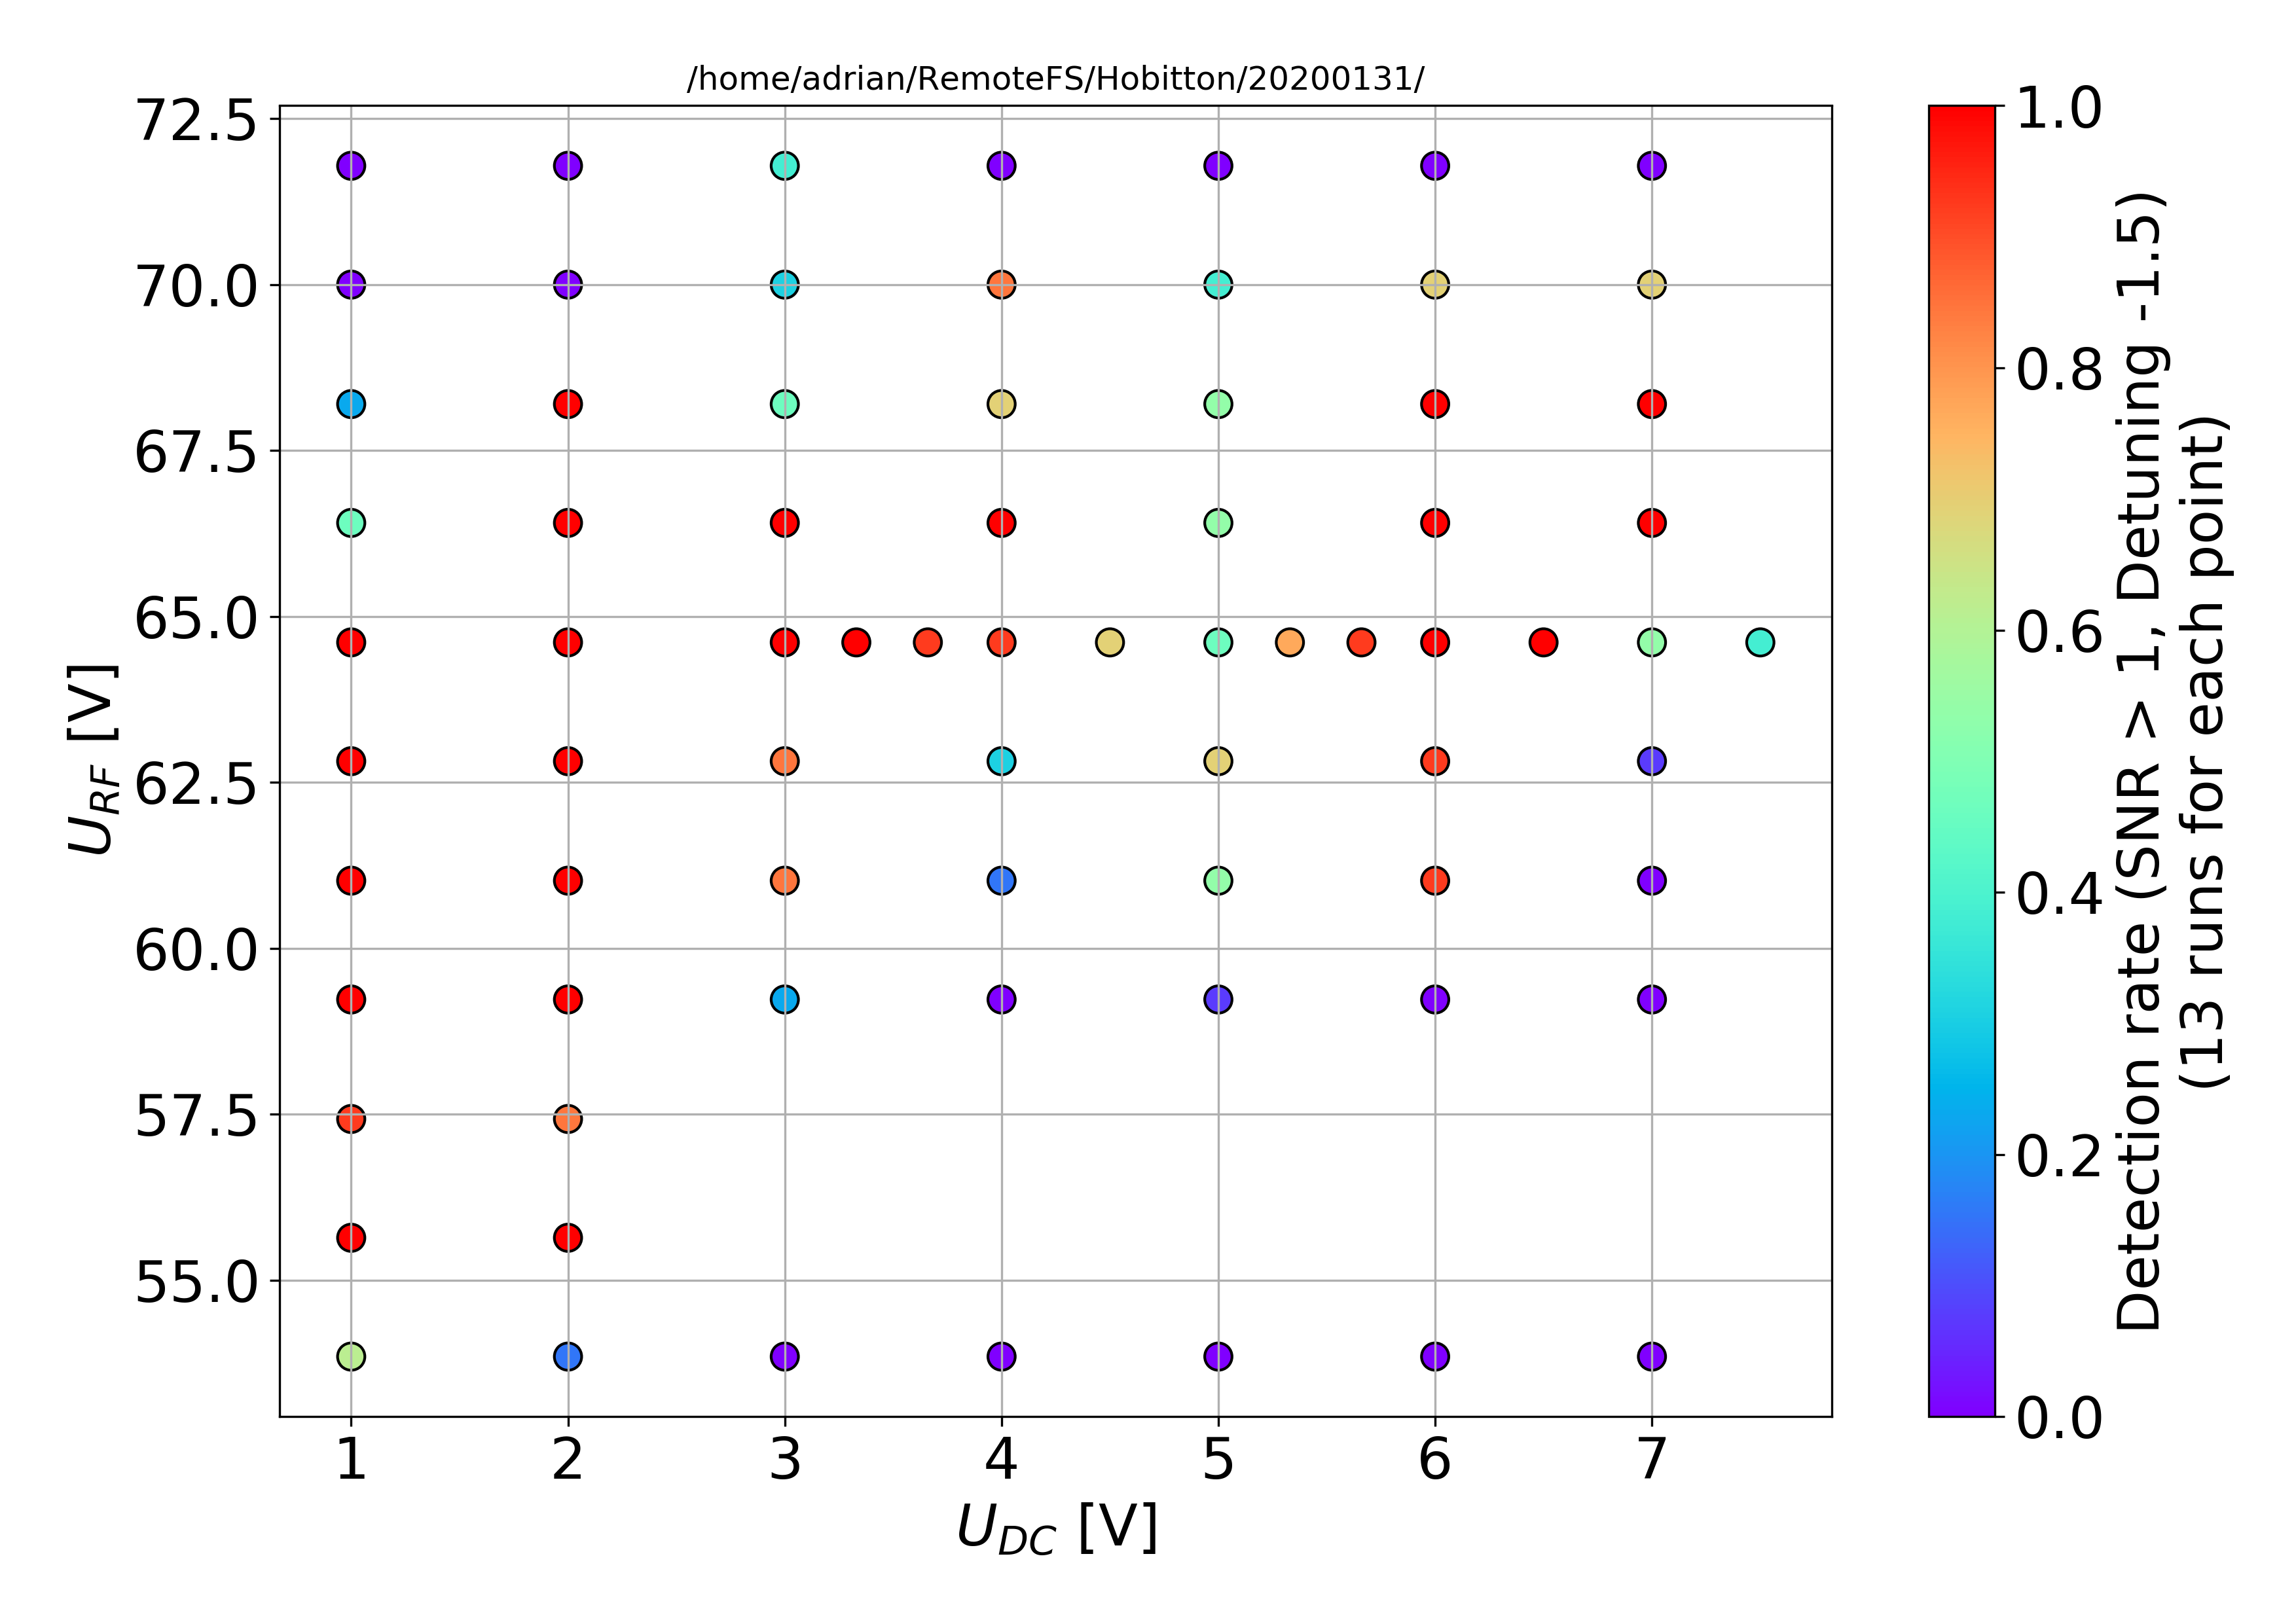 /home/adrian/RemoteFS/Hobitton/20200131/
72.5
70.0
67.5
65.0
62.5
60.0
57.5
55.0
U_RF [V]
1 2 3 4 5 6 7
U_DC [V]
1.0
0.8
0.6
0.4
0.2
0.0
Detection rate (SNR > 1, Detuning -1.5)
(13 runs for each point)